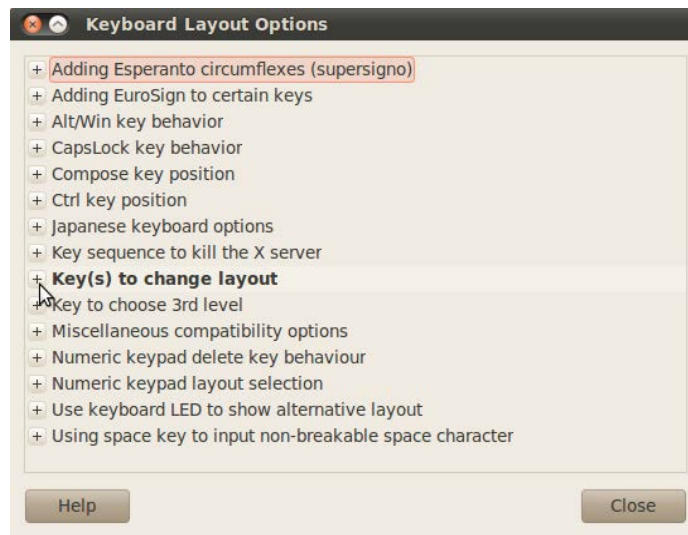 Keyboard Layout Options
Adding Esperanto circumflexes (supersigno)
Adding EuroSign to certain keys
Alt/Win key behavior
CapsLock key behavior
Compose key position
Ctrl key position
Japanese keyboard options
Key sequence to kill the X server
Key(s) to change layout
Key to choose 3rd level
Miscellaneous compatibility options
Numeric keypad delete key behaviour
Numeric keypad layout selection
Use keyboard LED to show alternative layout
Using space key to input non-breakable space character
Help Close